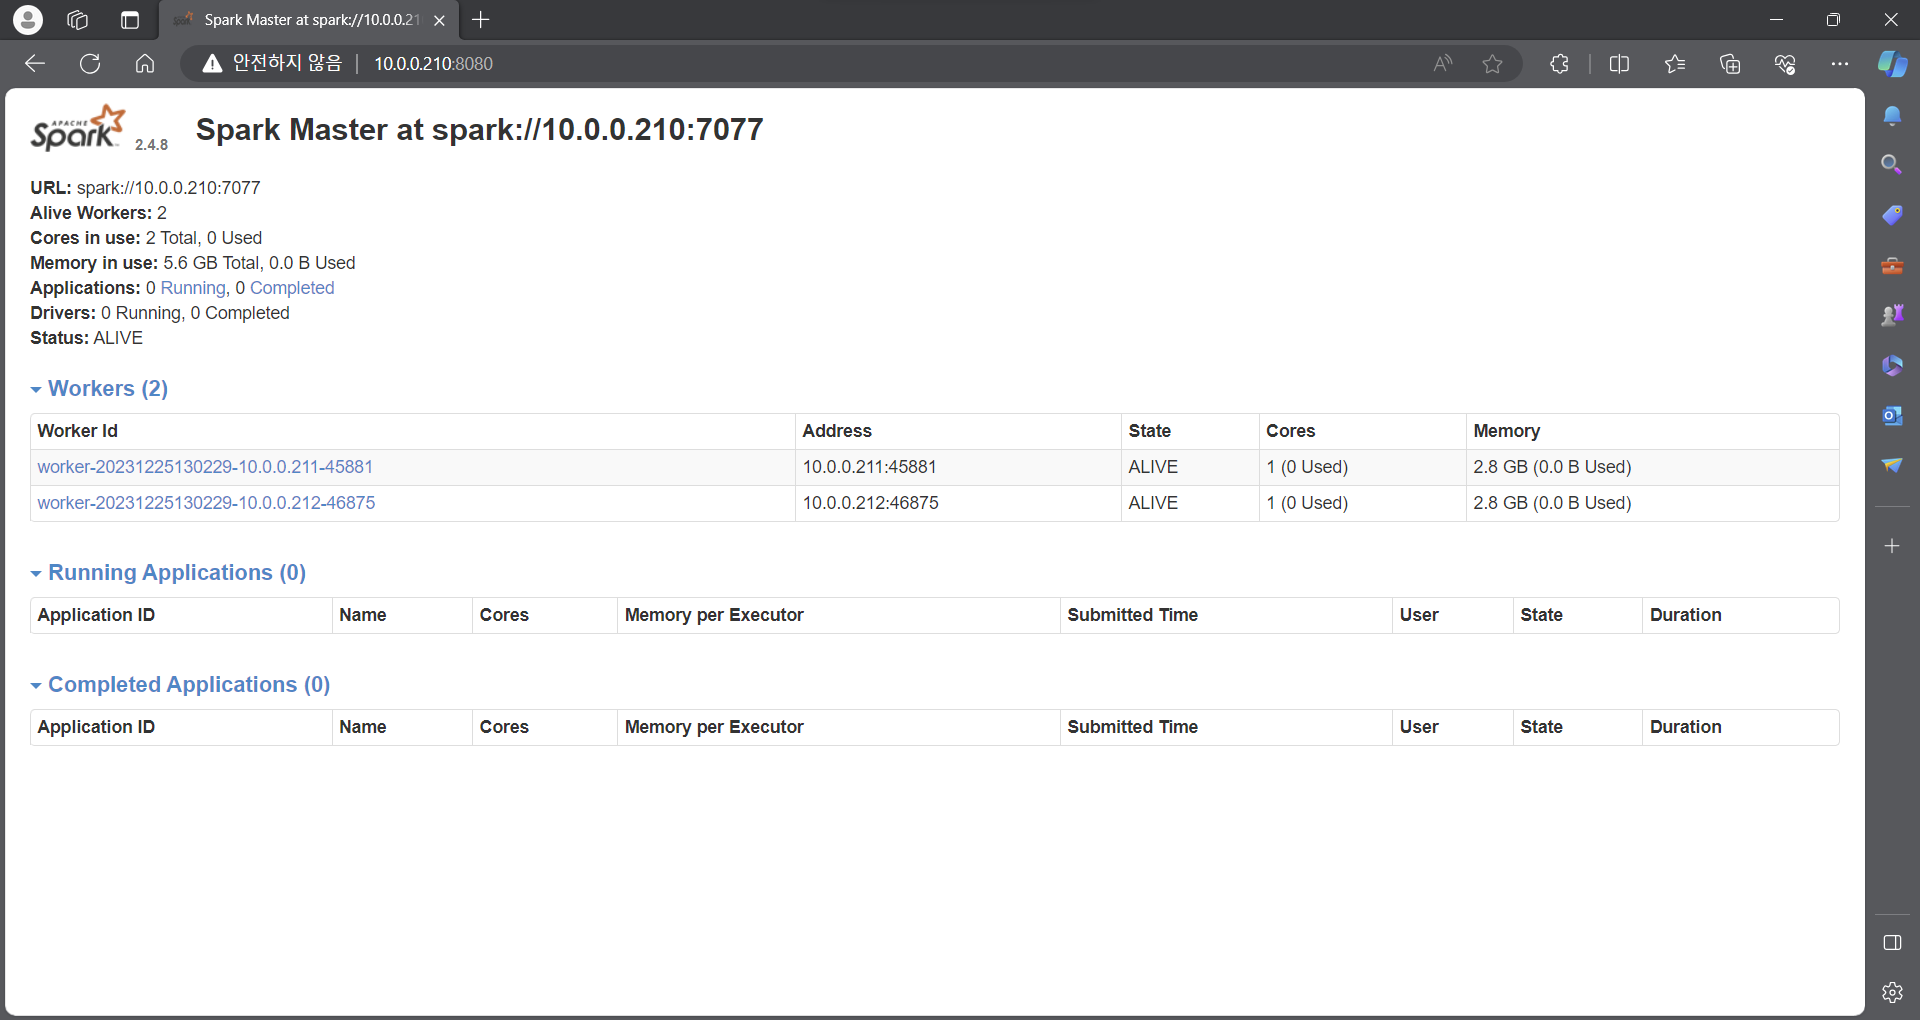 Spark Master at spark://10.0.0.21
안전하지 않음 | 10.0.0.210:8080
APACHE Spark 2.4.8 Spark Master at spark://10.0.0.210:7077
URL: spark://10.0.0.210:7077
Alive Workers: 2
Cores in use: 2 Total, 0 Used
Memory in use: 5.6 GB Total, 0.0 B Used
Applications: 0 Running, 0 Completed
Drivers: 0 Running, 0 Completed
Status: ALIVE
Workers (2)
Worker Id Address State Cores Memory
worker-20231225130229-10.0.0.211-45881 10.0.0.211:45881 ALIVE 1 (0 Used) 2.8 GB (0.0 B Used)
worker-20231225130229-10.0.0.212-46875 10.0.0.212:46875 ALIVE 1 (0 Used) 2.8 GB (0.0 B Used)
Running Applications (0)
Application ID Name Cores Memory per Executor Submitted Time User State Duration
Completed Applications (0)
Application ID Name Cores Memory per Executor Submitted Time User State Duration